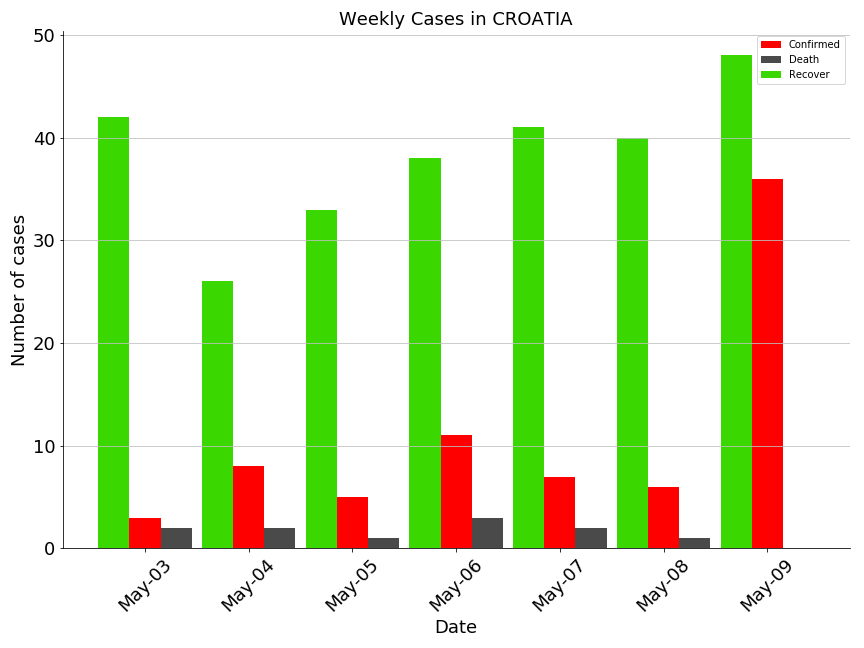 Weekly Cases in CROATIA
Confirmed
Death
Recover
Number of cases
50
40
30
20
10
0
May-03
May-04
May-05
May-06
May-07
May-08
May-09
Date